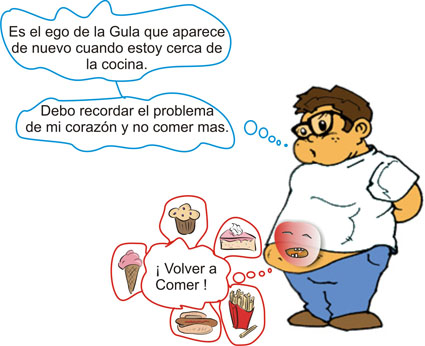 Es el ego de la Gula que aparece
de nuevo cuando estoy cerca de
la cocina.
Debo recordar el problema
de mi corazón y no comer mas.
¡ Volver a
Comer !